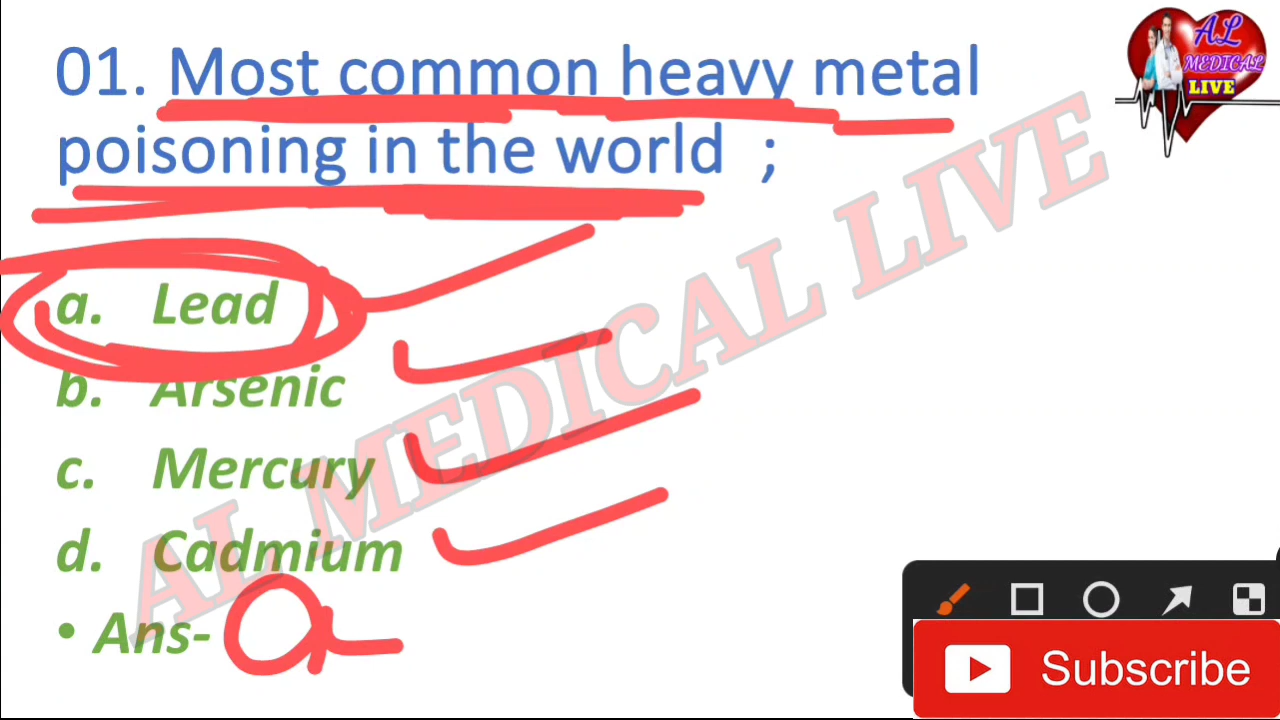 01. Most common heavy metal
poisoning in the world ;
a. Lead
b. Arsenic
c. Mercury
d. Cadmium
• Ans- a
AL
MEDICAL
LIVE
AL MEDICAL LIVE
Subscribe